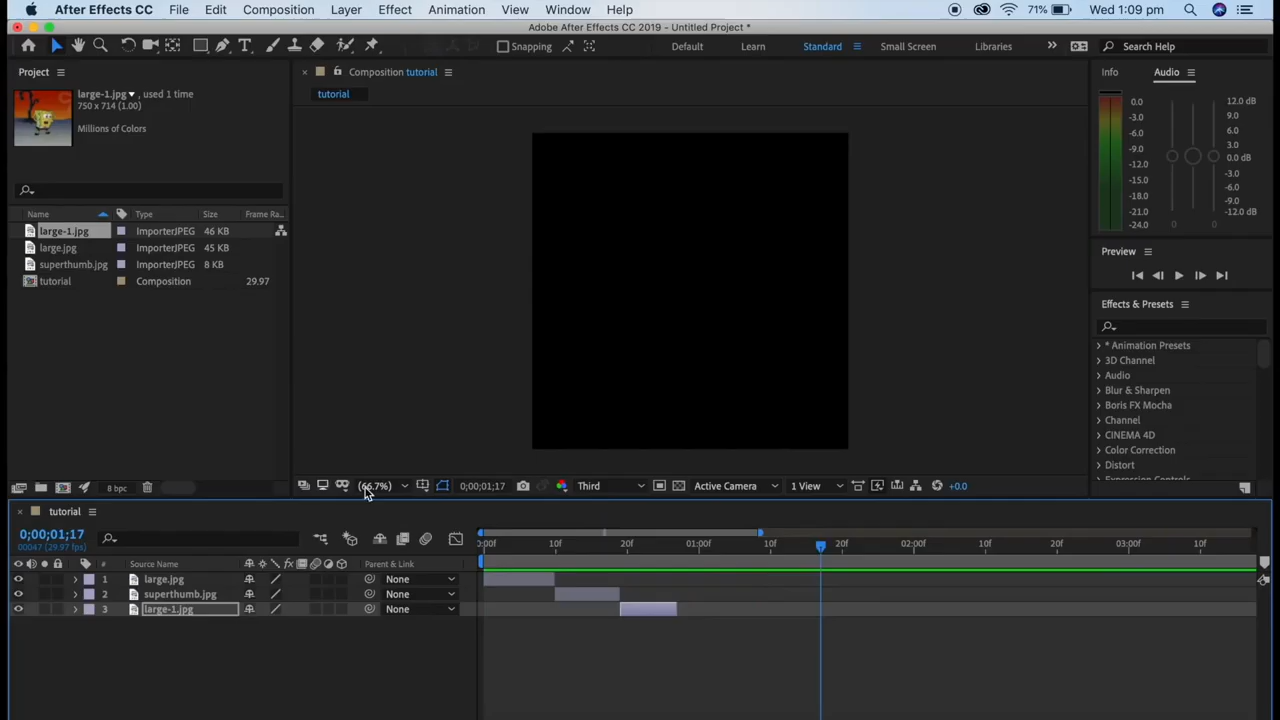 After Effects CC File Edit Composition Layer Effect Animation View Window Help 71% Wed 1:09 pm
Adobe After Effects CC 2019 - Untitled Project *
Snapping Default Learn Standard Small Screen Libraries Search Help
Project Composition tutorial Info Audio
large-1.jpg , used 1 time
750 x 714 (1.00)
Millions of Colors
tutorial
0.0
-3.0
-6.0
-9.0
-12.0
-15.0
-18.0
-21.0
-24.0
12.0 dB
9.0
6.0
3.0
0.0 dB
-3.0
-6.0
-9.0
-12.0 dB
0 0
Name Type Size Frame Ra...
large-1.jpg ImporterJPEG 46 KB
large.jpg ImporterJPEG 45 KB
superthumb.jpg ImporterJPEG 8 KB
tutorial Composition 29.97
Preview
Effects & Presets
* Animation Presets
3D Channel
Audio
Blur & Sharpen
Boris FX Mocha
Channel
CINEMA 4D
Color Correction
Distort
Expression Controls
8 bpc
(66.7%) 0;00;01;17 Third Active Camera 1 View +0.0
tutorial
0;00;01;17
00047 (29.97 fps)
0:00f 10f 20f 01:00f 10f 20f 02:00f 10f 20f 03:00f 10f
# Source Name Parent & Link
1 large.jpg None
2 superthumb.jpg None
3 large-1.jpg None